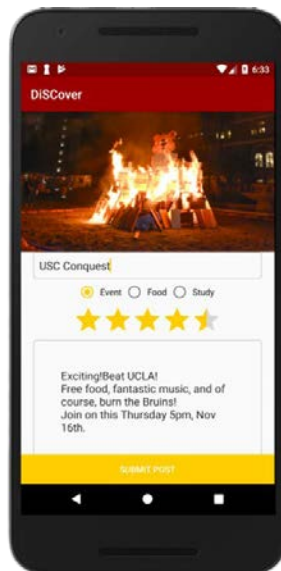 6:33
DiSCover
USC Conquest
Event Food Study
Exciting!Beat UCLA!
Free food, fantastic music, and of
course, burn the Bruins!
Join on this Thursday 5pm, Nov
16th.
SUBMIT POST